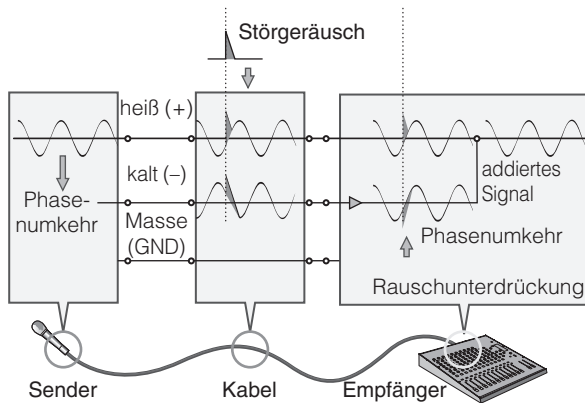 Störgeräusch
heiß (+)
kalt (–)
Phase-
numkehr
Masse
(GND)
addiertes
Signal
Phasenumkehr
Rauschunterdrückung
Sender
Kabel
Empfänger